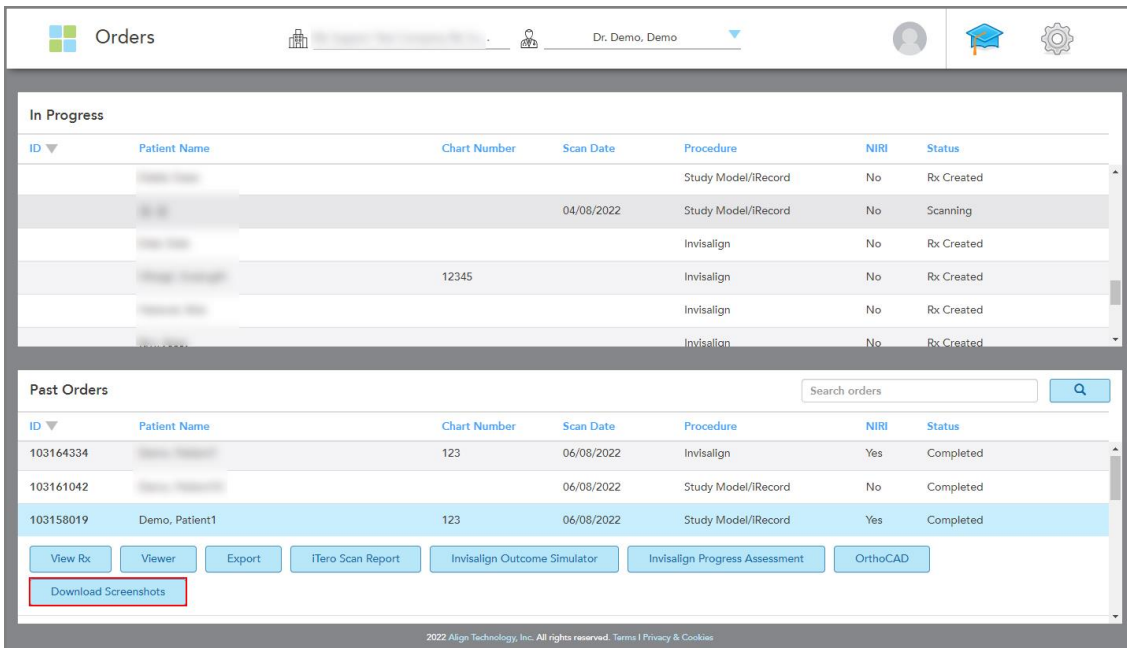 Orders Dr. Demo, Demo
In Progress
ID Patient Name Chart Number Scan Date Procedure NIRI Status
Study Model/iRecord No Rx Created
04/08/2022 Study Model/iRecord No Scanning
Invisalign No Rx Created
12345 Invisalign No Rx Created
Invisalign No Rx Created
Invisalign No Rx Created
Past Orders Search orders
ID Patient Name Chart Number Scan Date Procedure NIRI Status
103164334 123 06/08/2022 Invisalign Yes Completed
103161042 06/08/2022 Study Model/iRecord No Completed
103158019 Demo, Patient1 123 06/08/2022 Study Model/iRecord Yes Completed
View Rx Viewer Export iTero Scan Report Invisalign Outcome Simulator Invisalign Progress Assessment OrthoCAD
Download Screenshots
2022 Align Technology, Inc. All rights reserved. Terms | Privacy & Cookies